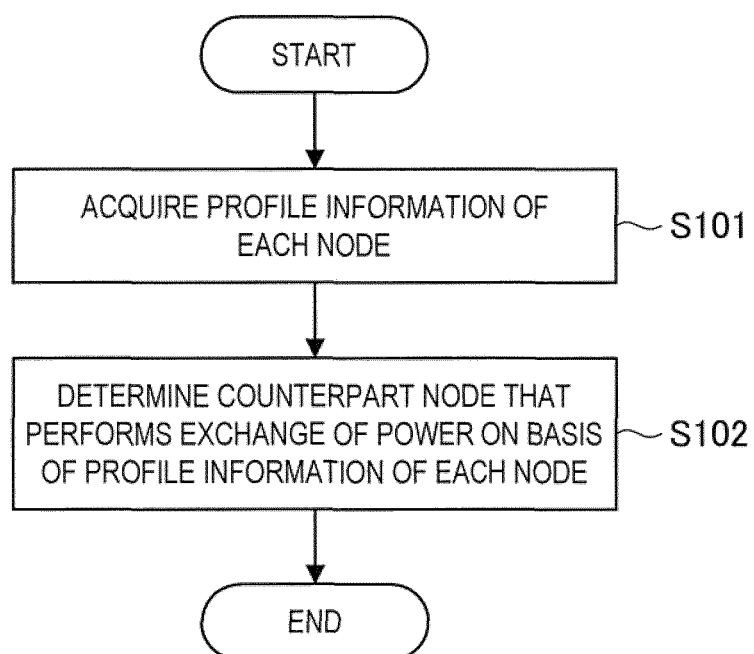 START
ACQUIRE PROFILE INFORMATION OF
EACH NODE
S101
DETERMINE COUNTERPART NODE THAT
PERFORMS EXCHANGE OF POWER ON BASIS
OF PROFILE INFORMATION OF EACH NODE
S102
END